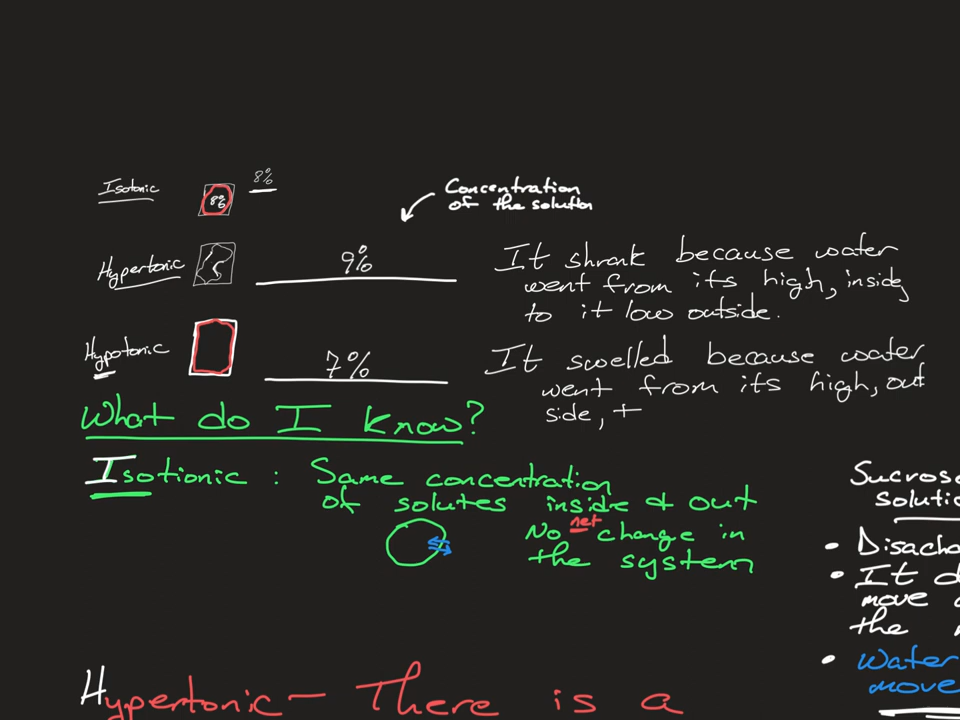 Isotonic 8% 8%
Concentration
of the solution
Hypertonic 9%
It shrank because water
went from its high, inside,
to it low outside.
Hypotonic 7%
It swelled because water
went from its high, out
side, +
What do I know?
Isotionic : Same concentration
of solutes inside & out
No net change in
the system
Sucrose
solutio
• Disacha
• It d
move
the
• Water
move
Hypertonic — There is a